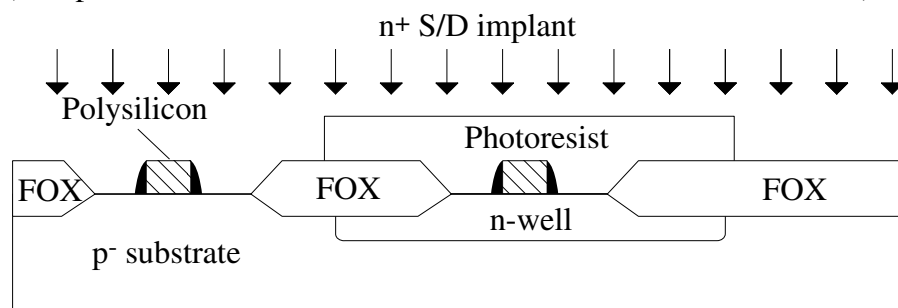 n+ S/D implant
Polysilicon
Photoresist
FOX
FOX
FOX
n-well
p- substrate